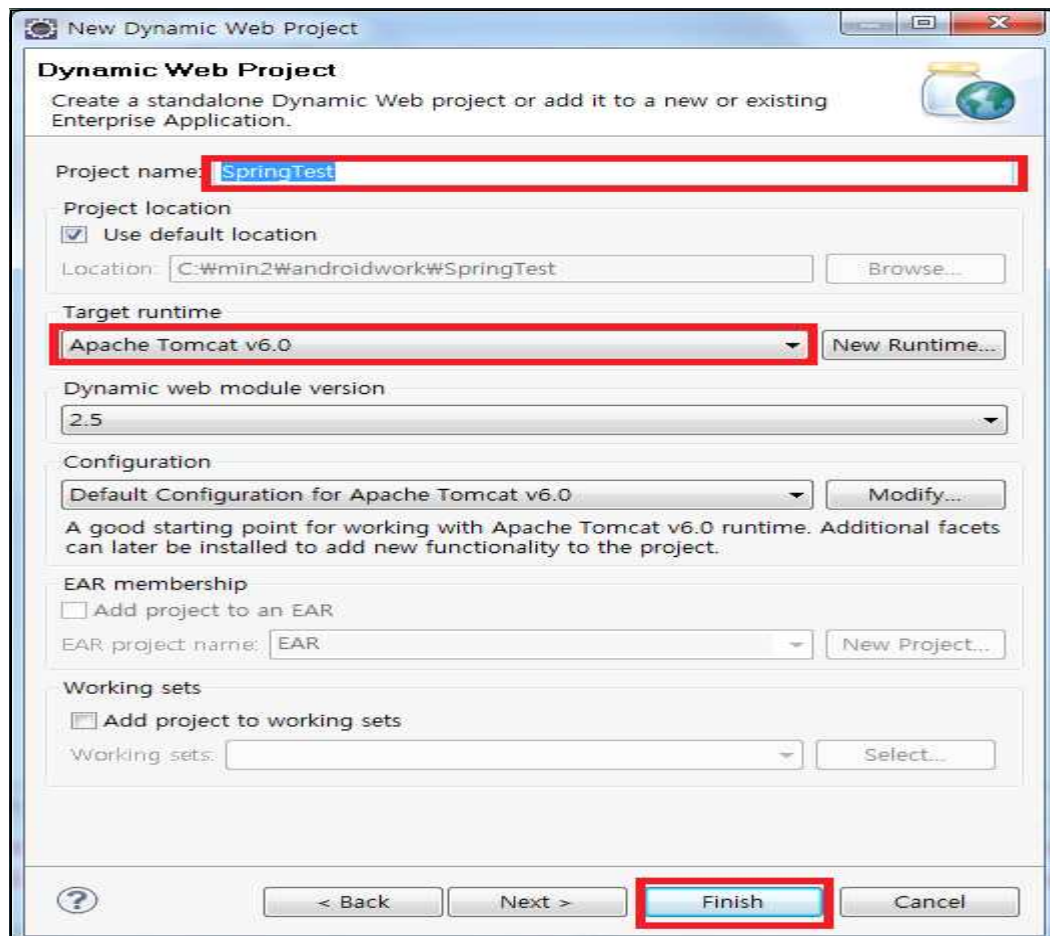 New Dynamic Web Project
Dynamic Web Project
Create a standalone Dynamic Web project or add it to a new or existing
Enterprise Application.
Project name: SpringTest
Project location
Use default location
Location: C:₩min2₩androidwork₩SpringTest Browse...
Target runtime
Apache Tomcat v6.0 New Runtime...
Dynamic web module version
2.5
Configuration
Default Configuration for Apache Tomcat v6.0 Modify...
A good starting point for working with Apache Tomcat v6.0 runtime. Additional facets
can later be installed to add new functionality to the project.
EAR membership
Add project to an EAR
EAR project name: EAR New Project...
Working sets
Add project to working sets
Working sets: Select...
? < Back Next > Finish Cancel